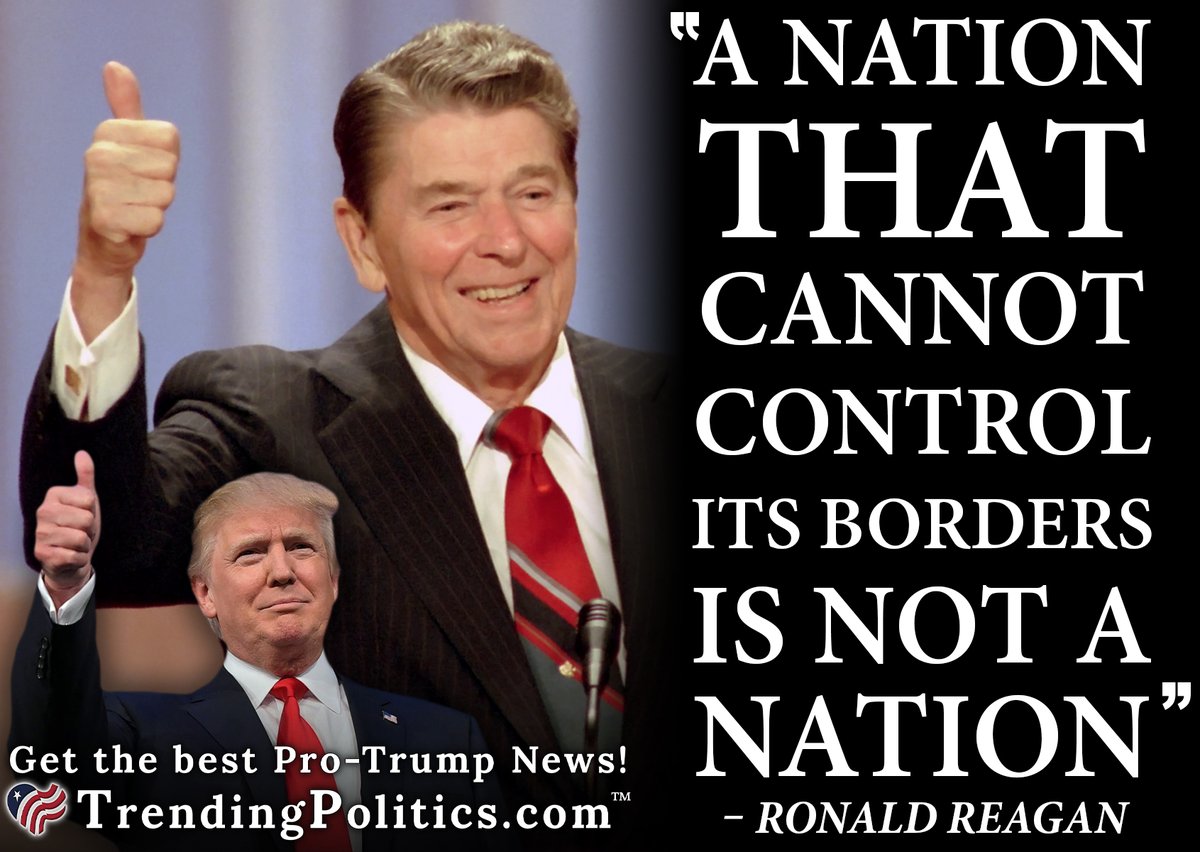 "A NATION
THAT
CANNOT
CONTROL
ITS BORDERS
IS NOT A
NATION"
- RONALD REAGAN
Get the best Pro-Trump News!
TrendingPolitics.com™